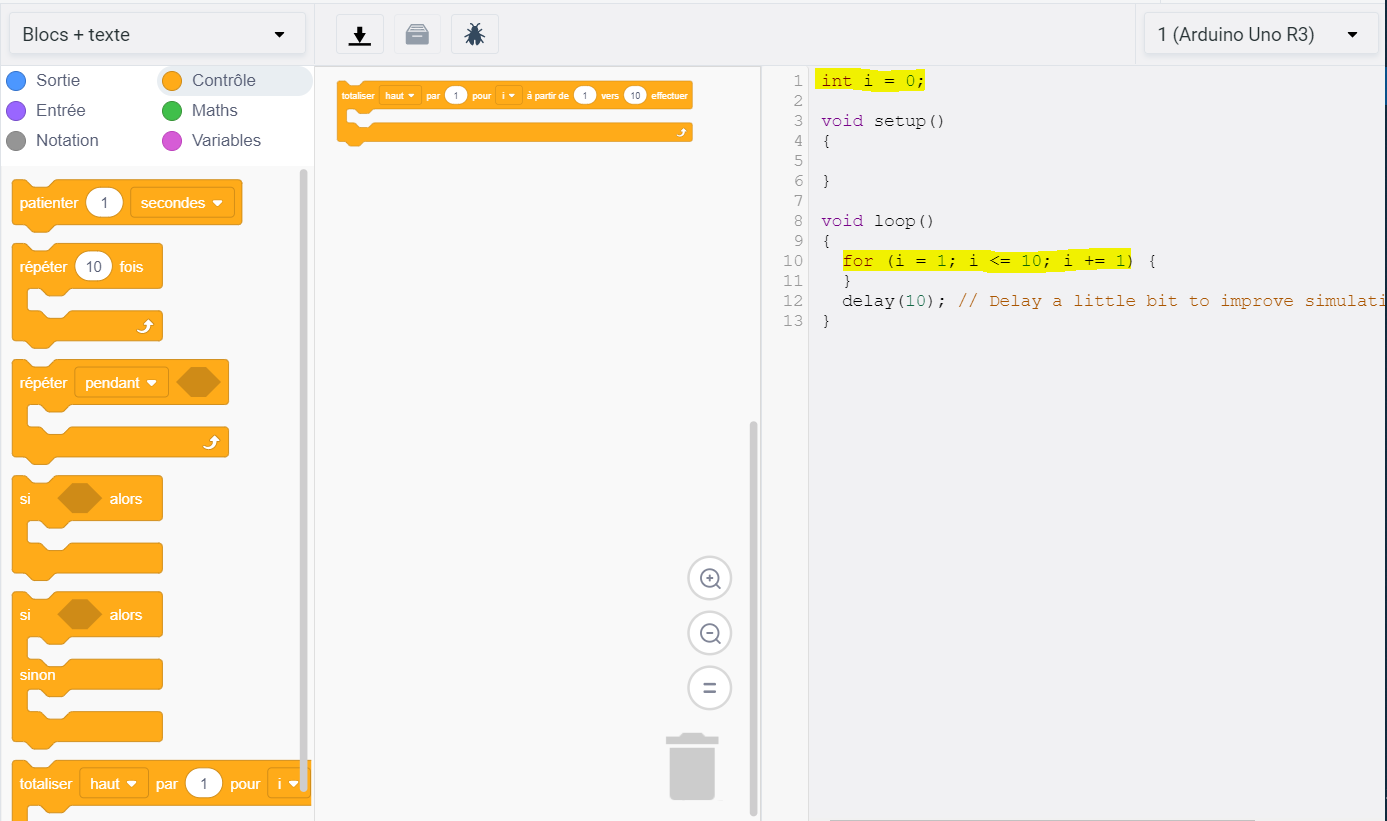 Blocs + texte
1 (Arduino Uno R3)
Sortie
Contrôle
Entrée
Maths
Notation
Variables
patienter 1 secondes
répéter 10 fois
répéter pendant
si alors
si alors
sinon
totaliser haut par 1 pour i
totaliser haut par 1 pour i à partir de 1 vers 10 effectuer
1 int i = 0;
2
3 void setup()
4 {
5
6 }
7
8 void loop()
9 {
10 for (i = 1; i <= 10; i += 1) {
11 }
12 delay(10); // Delay a little bit to improve simulati
13 }